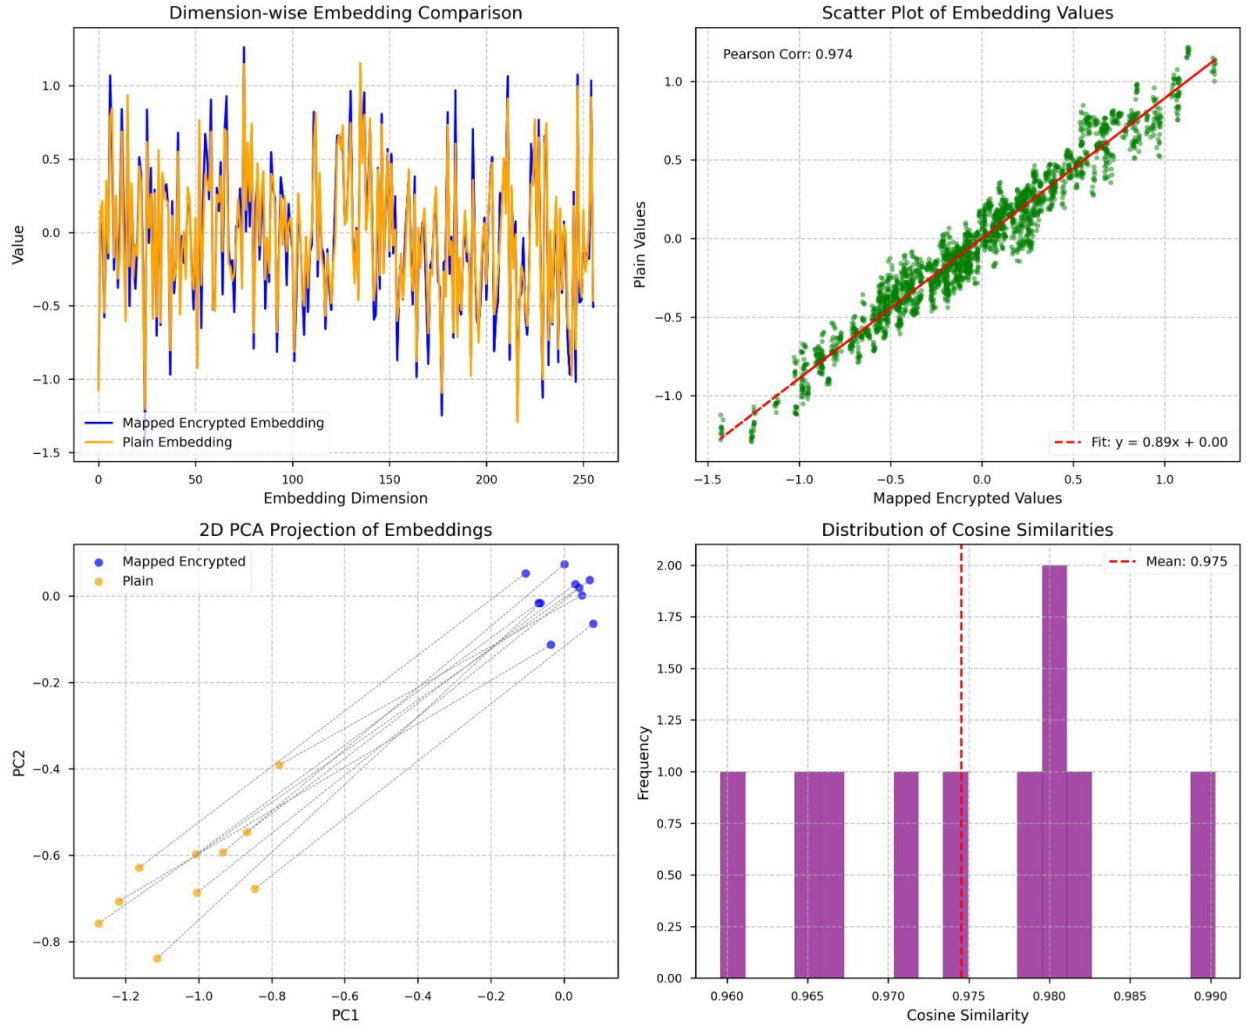 Dimension-wise Embedding Comparison
Value
1.0
0.5
0.0
−0.5
−1.0
−1.5
Mapped Encrypted Embedding
Plain Embedding
0
50
100
150
200
250
Embedding Dimension
Scatter Plot of Embedding Values
Pearson Corr: 0.974
Plain Values
1.0
0.5
0.0
−0.5
−1.0
Fit: y = 0.89x + 0.00
−1.5
−1.0
−0.5
0.0
0.5
1.0
Mapped Encrypted Values
2D PCA Projection of Embeddings
Mapped Encrypted
Plain
PC2
0.0
−0.2
−0.4
−0.6
−0.8
−1.2
−1.0
−0.8
−0.6
−0.4
−0.2
0.0
PC1
Distribution of Cosine Similarities
Mean: 0.975
Frequency
2.00
1.75
1.50
1.25
1.00
0.75
0.50
0.25
0.00
0.960
0.965
0.970
0.975
0.980
0.985
0.990
Cosine Similarity